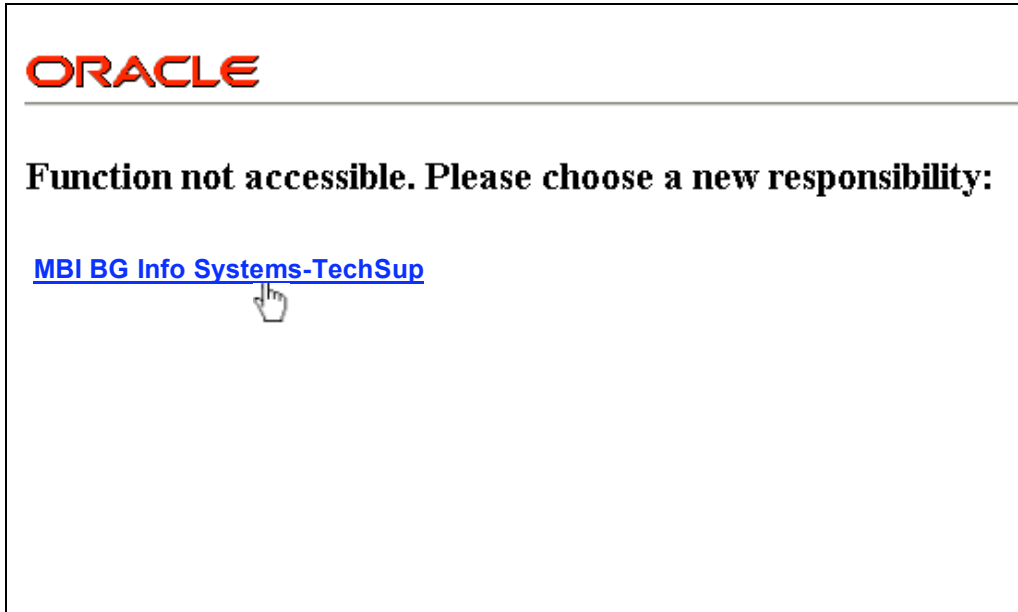 ORACLE
Function not accessible. Please choose a new responsibility:
MBI BG Info Systems-TechSup